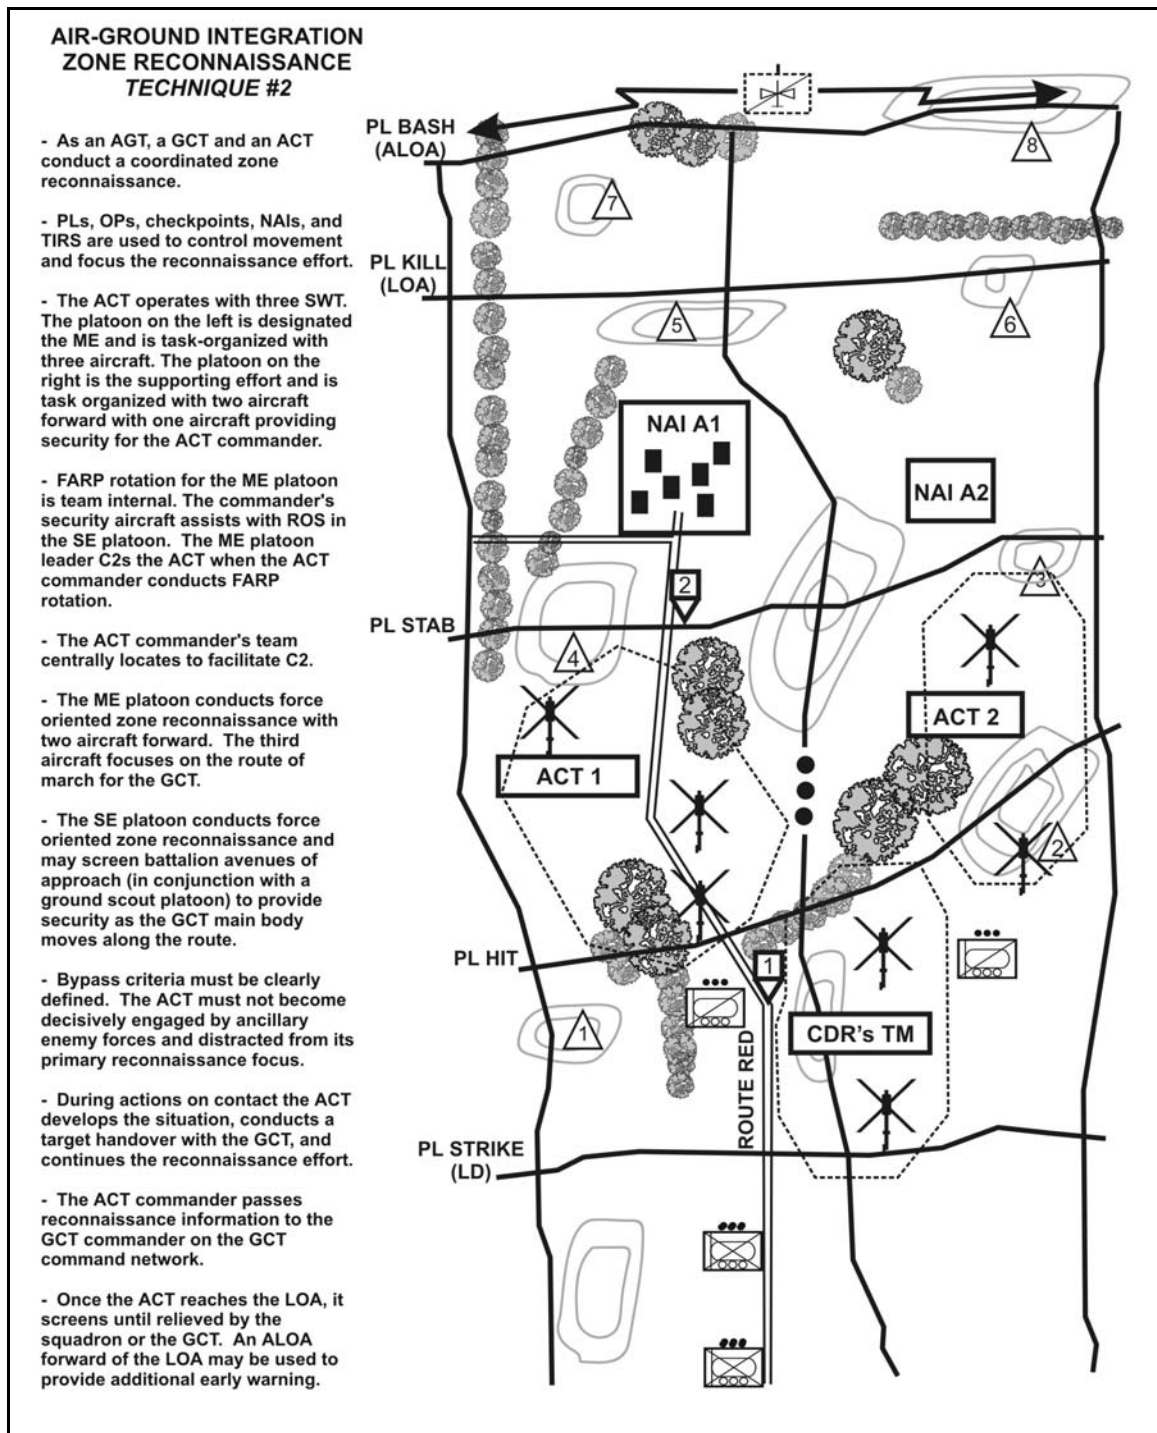 AIR-GROUND INTEGRATION
ZONE RECONNAISSANCE
TECHNIQUE #2
- As an AGT, a GCT and an ACT
conduct a coordinated zone
reconnaissance.
- PLs, OPs, checkpoints, NAIs, and
TIRS are used to control movement
and focus the reconnaissance effort.
- The ACT operates with three SWT.
The platoon on the left is designated
the ME and is task-organized with
three aircraft. The platoon on the
right is the supporting effort and is
task organized with two aircraft
forward with one aircraft providing
security for the ACT commander.
- FARP rotation for the ME platoon
is team internal. The commander's
security aircraft assists with ROS in
the SE platoon. The ME platoon
leader C2s the ACT when the ACT
commander conducts FARP
rotation.
- The ACT commander's team
centrally locates to facilitate C2.
- The ME platoon conducts force
oriented zone reconnaissance with
two aircraft forward. The third
aircraft focuses on the route of
march for the GCT.
- The SE platoon conducts force
oriented zone reconnaissance and
may screen battalion avenues of
approach (in conjunction with a
ground scout platoon) to provide
security as the GCT main body
moves along the route.
- Bypass criteria must be clearly
defined. The ACT must not become
decisively engaged by ancillary
enemy forces and distracted from its
primary reconnaissance focus.
- During actions on contact the ACT
develops the situation, conducts a
target handover with the GCT, and
continues the reconnaissance effort.
- The ACT commander passes
reconnaissance information to the
GCT commander on the GCT
command network.
- Once the ACT reaches the LOA, it
screens until relieved by the
squadron or the GCT. An ALOA
forward of the LOA may be used to
provide additional early warning.
PL BASH
(ALOA)
8
7
PL KILL
(LOA)
5
6
NAI A1
NAI A2
2
3
PL STAB
4
ACT 2
ACT 1
2
PL HIT
1
1
CDR's TM
ROUTE RED
PL STRIKE
(LD)